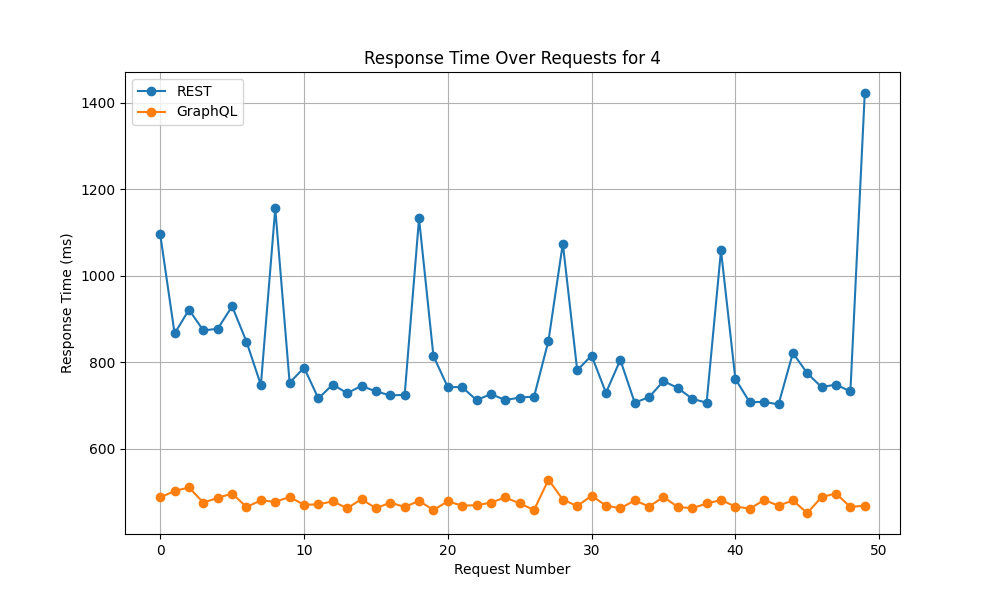 Response Time Over Requests for 4
REST
GraphQL
Response Time (ms)
1400
1200
1000
800
600
0 10 20 30 40 50
Request Number